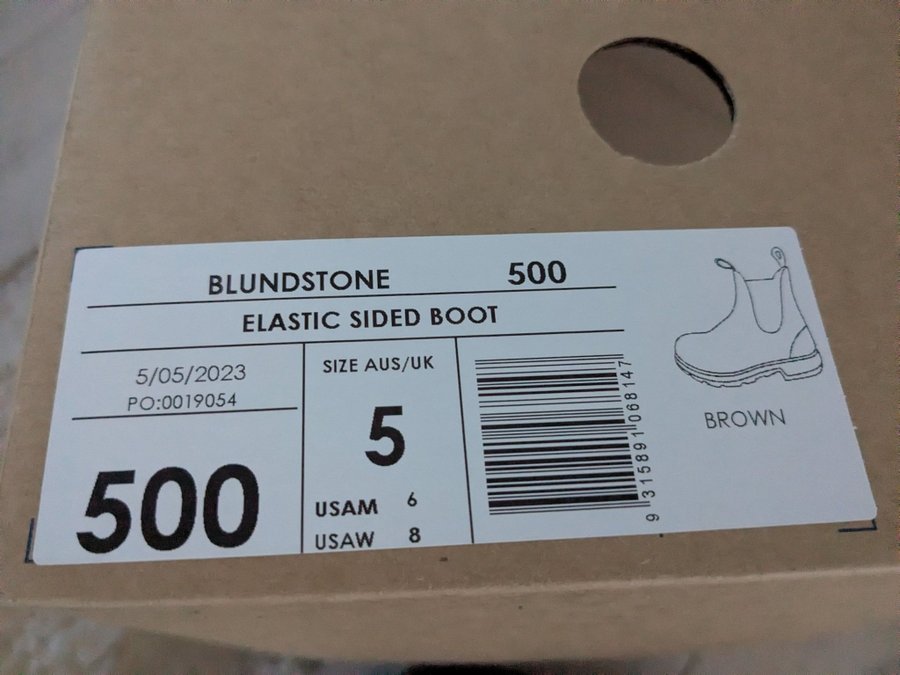 BLUNDSTONE 500
ELASTIC SIDED BOOT
5/05/2023
PO:0019054
500
SIZE AUS/UK
5
USAM 6
USAW 8
9 315891 068147
BROWN